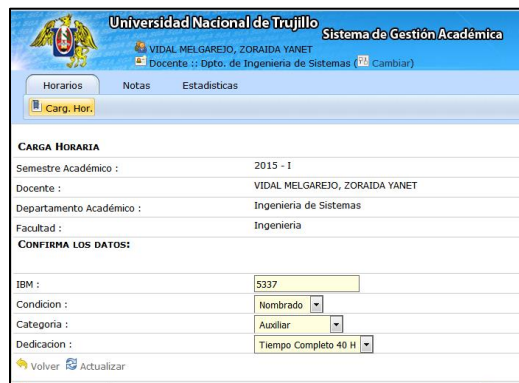 Universidad Nacional de Trujillo
Sistema de Gestión Académica
VIDAL MELGAREJO, ZORAIDA YANET
Docente :: Dpto. de Ingenieria de Sistemas ( Cambiar)
Horarios Notas Estadisticas
Carg. Hor.
CARGA HORARIA
Semestre Académico : 2015 - I
Docente : VIDAL MELGAREJO, ZORAIDA YANET
Departamento Académico : Ingenieria de Sistemas
Facultad : Ingenieria
CONFIRMA LOS DATOS:
IBM : 5337
Condicion : Nombrado
Categoria : Auxiliar
Dedicacion : Tiempo Completo 40 H
Volver Actualizar